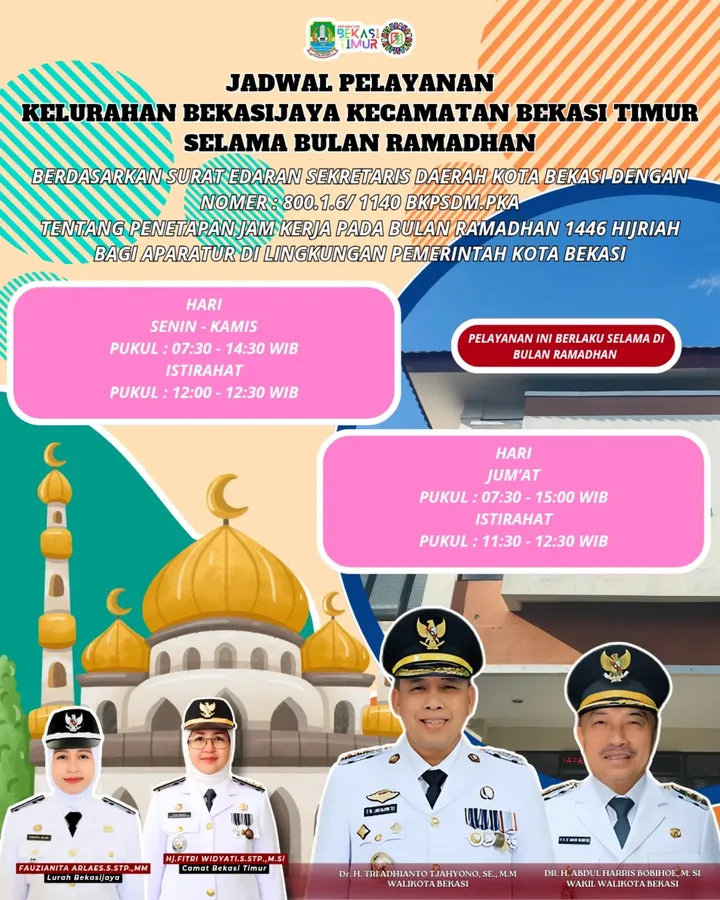 BEKASI
TIMUR
JADWAL PELAYANAN
KELURAHAN BEKASIJAYA KECAMATAN BEKASI TIMUR
SELAMA BULAN RAMADHAN
BERDASARKAN SURAT EDARAN SEKRETARIS DAERAH KOTA BEKASI DENGAN
NOMER : 800.1.6/ 1140 BKPSDM.PKA
TENTANG PENETAPAN JAM KERJA PADA BULAN RAMADHAN 1446 HIJRIAH
BAGI APARATUR DI LINGKUNGAN PEMERINTAH KOTA BEKASI
HARI
SENIN - KAMIS
PUKUL : 07:30 - 14:30 WIB
ISTIRAHAT
PUKUL : 12:00 - 12:30 WIB
PELAYANAN INI BERLAKU SELAMA DI
BULAN RAMADHAN
HARI
JUM'AT
PUKUL : 07:30 - 15:00 WIB
ISTIRAHAT
PUKUL : 11:30 - 12:30 WIB
FAUZIANITA ARLAES.S.STP.,MM
Lurah Bekasijaya
HJ.FITRI WIDYATI.S.STP.,M.Si
Camat Bekasi Timur
Dr. H. TRI ADHIANTO TJAHYONO, SE., M.M
WALIKOTA BEKASI
DR. H. ABDUL HARRIS BOBIHOE, M. SI
WAKIL WALIKOTA BEKASI